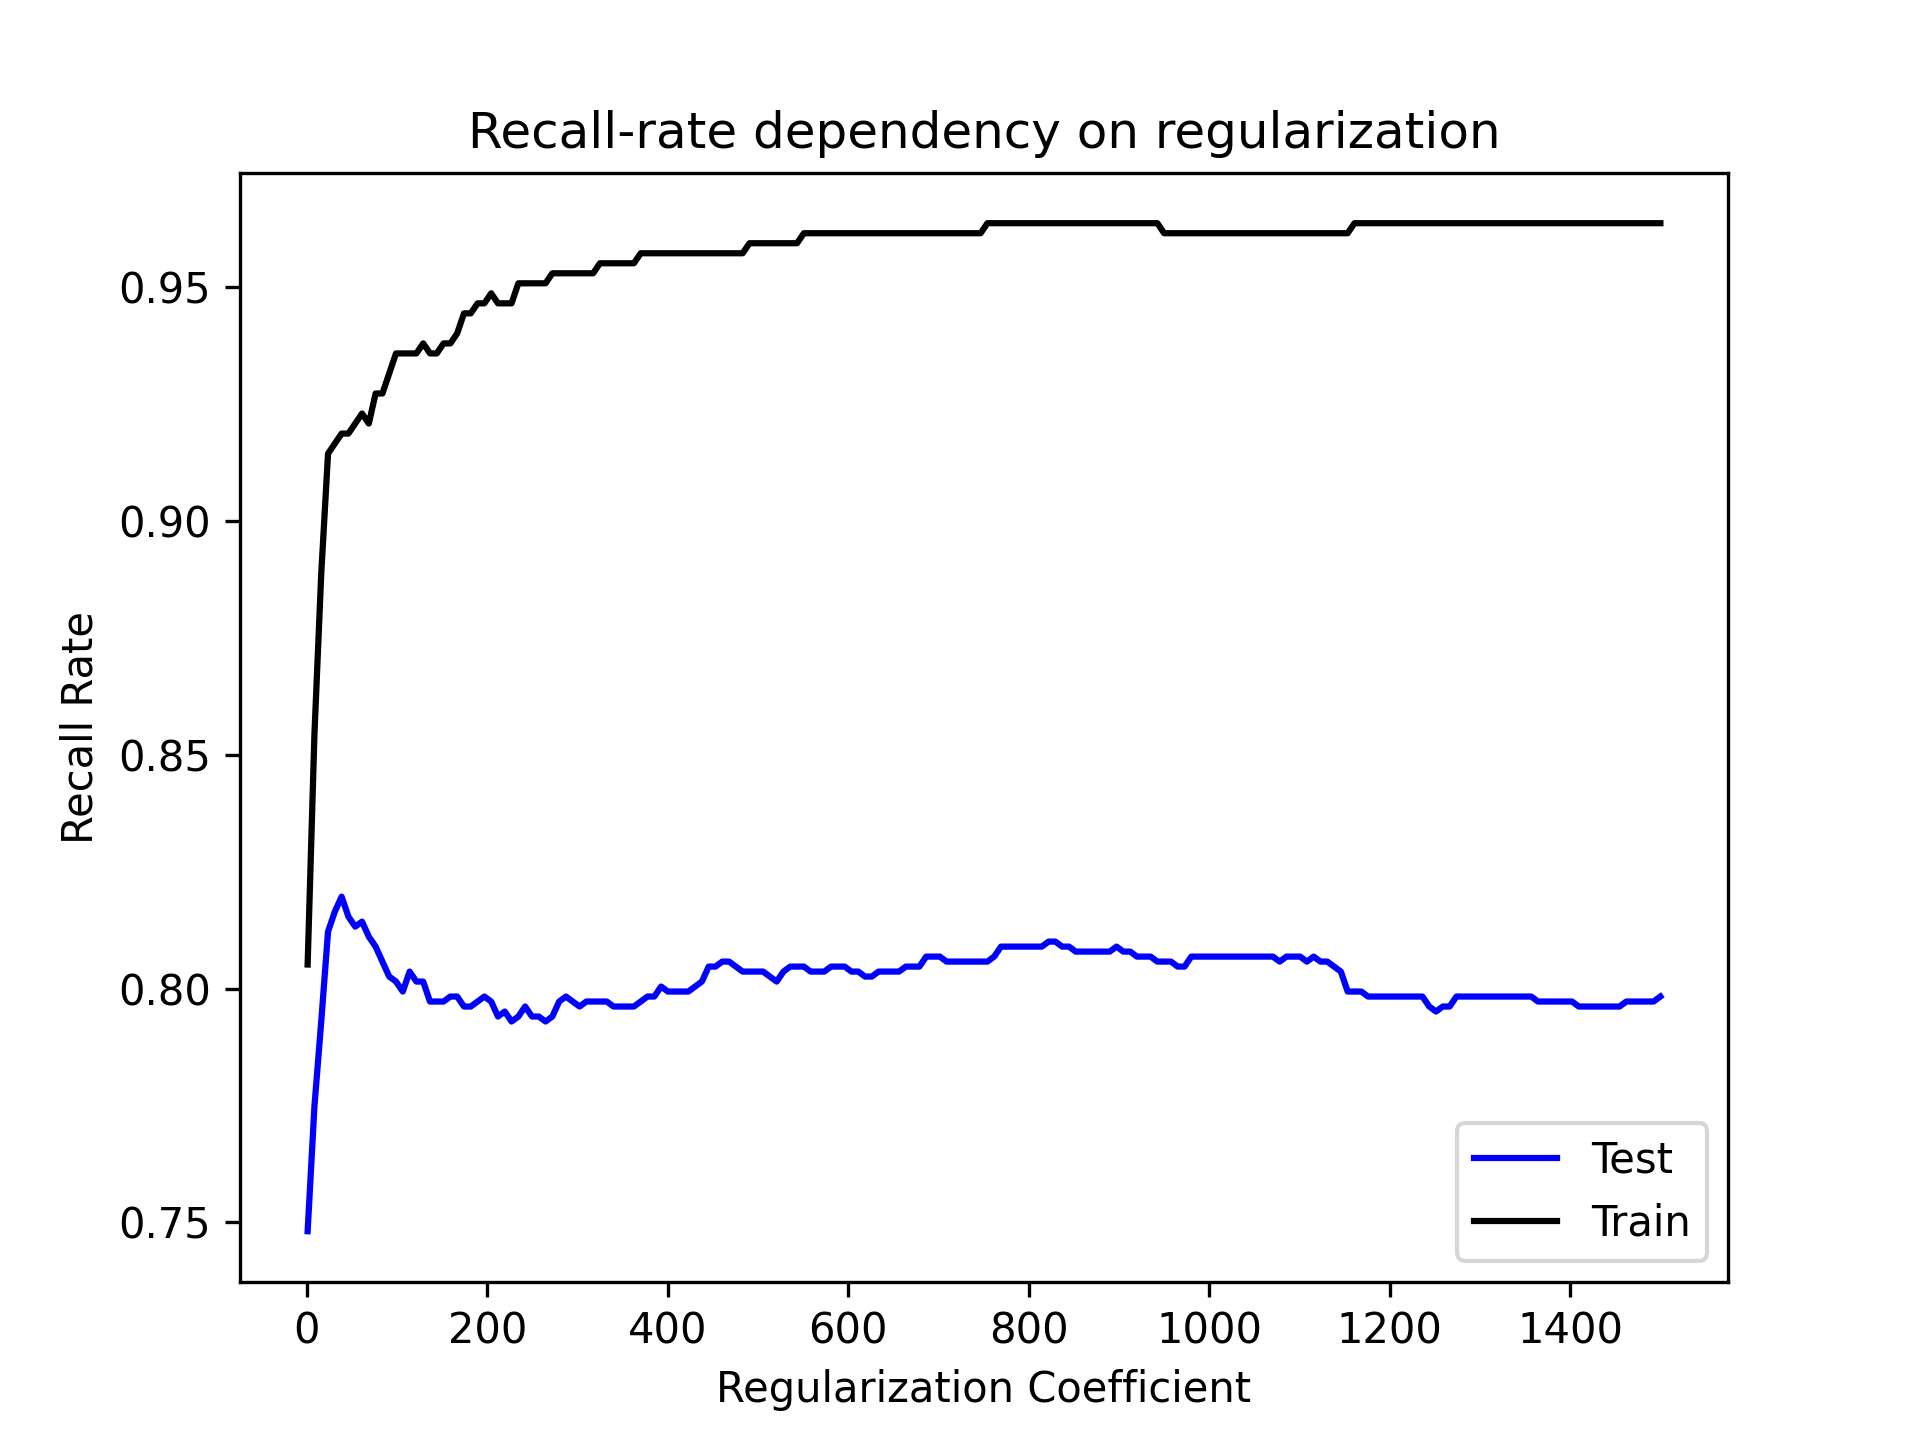 Recall-rate dependency on regularization
Recall Rate
0.95
0.90
0.85
0.80
0.75
0 200 400 600 800 1000 1200 1400
Regularization Coefficient
Test
Train